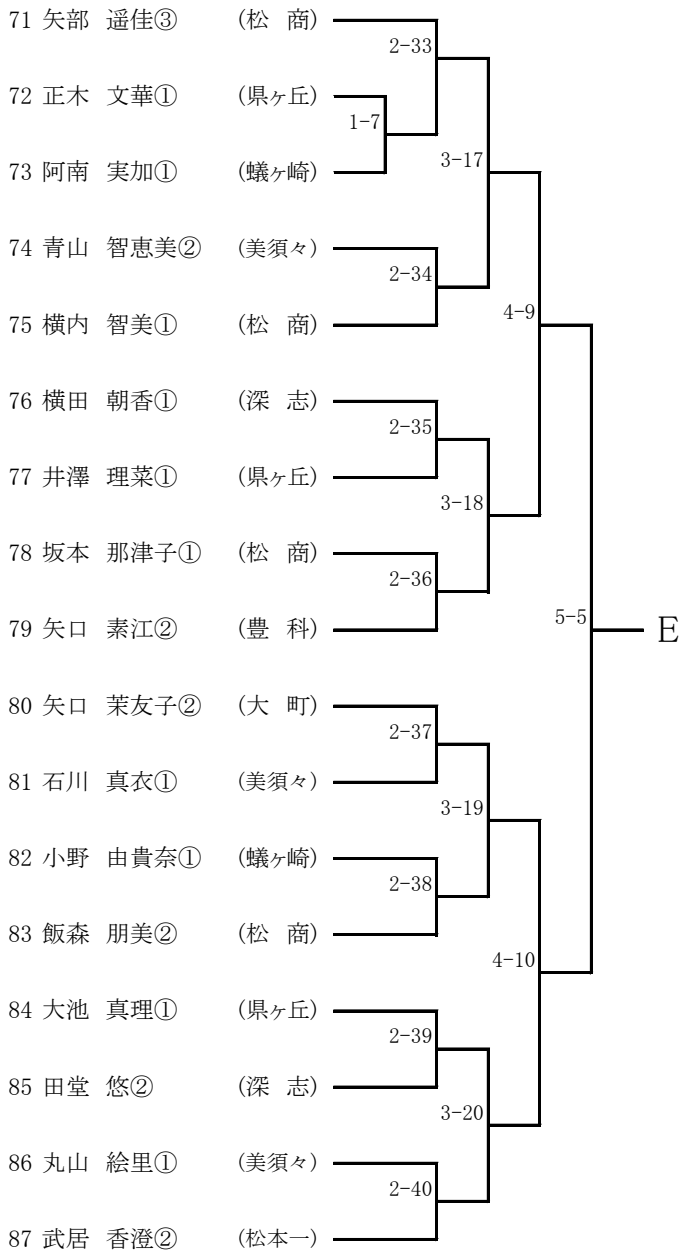 71 矢部 遥佳③ (松 商)
2-33
72 正木 文華① (県ヶ丘)
1-7
73 阿南 実加① (蟻ヶ崎)
3-17
74 青山 智恵美② (美須々)
2-34
75 横内 智美① (松 商)
4-9
76 横田 朝香① (深 志)
2-35
77 井澤 理菜① (県ヶ丘)
3-18
78 坂本 那津子① (松 商)
2-36
79 矢口 素江② (豊 科)
5-5
E
80 矢口 茉友子② (大 町)
2-37
81 石川 真衣① (美須々)
3-19
82 小野 由貴奈① (蟻ヶ崎)
2-38
83 飯森 朋美② (松 商)
4-10
84 大池 真理① (県ヶ丘)
2-39
85 田堂 悠② (深 志)
3-20
86 丸山 絵里① (美須々)
2-40
87 武居 香澄② (松本一)